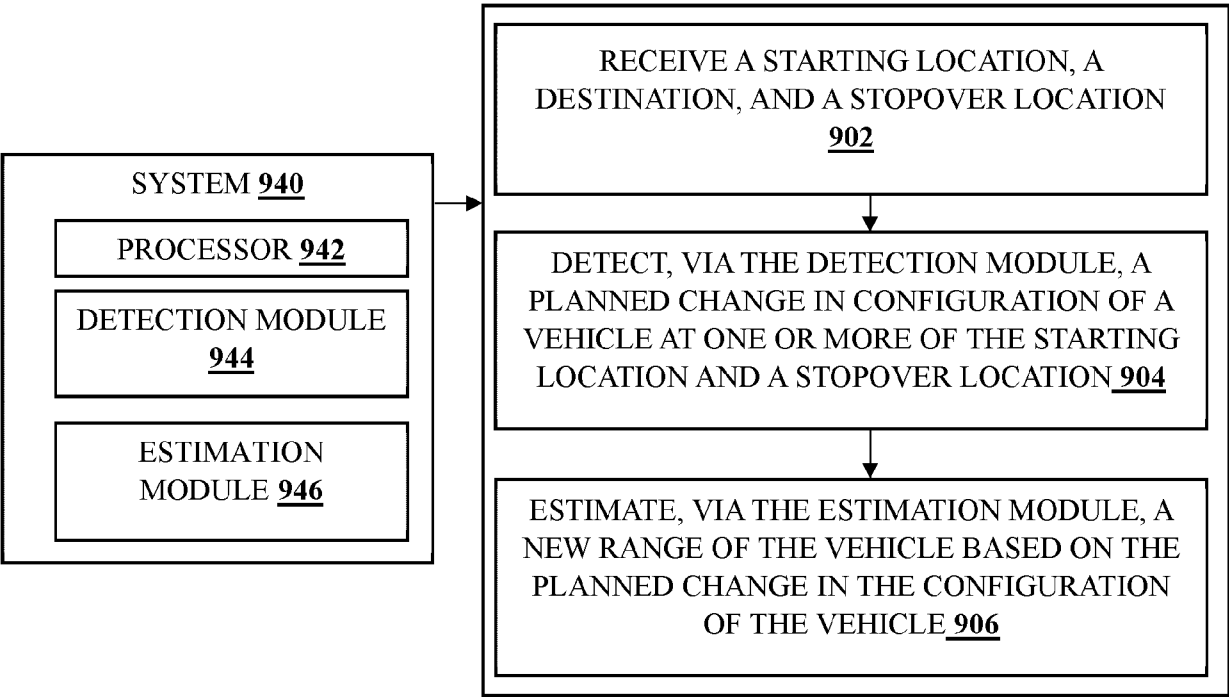 SYSTEM 940
PROCESSOR 942
DETECTION MODULE
944
ESTIMATION
MODULE 946
RECEIVE A STARTING LOCATION, A
DESTINATION, AND A STOPOVER LOCATION
902
DETECT, VIA THE DETECTION MODULE, A
PLANNED CHANGE IN CONFIGURATION OF A
VEHICLE AT ONE OR MORE OF THE STARTING
LOCATION AND A STOPOVER LOCATION 904
ESTIMATE, VIA THE ESTIMATION MODULE, A
NEW RANGE OF THE VEHICLE BASED ON THE
PLANNED CHANGE IN THE CONFIGURATION
OF THE VEHICLE 906